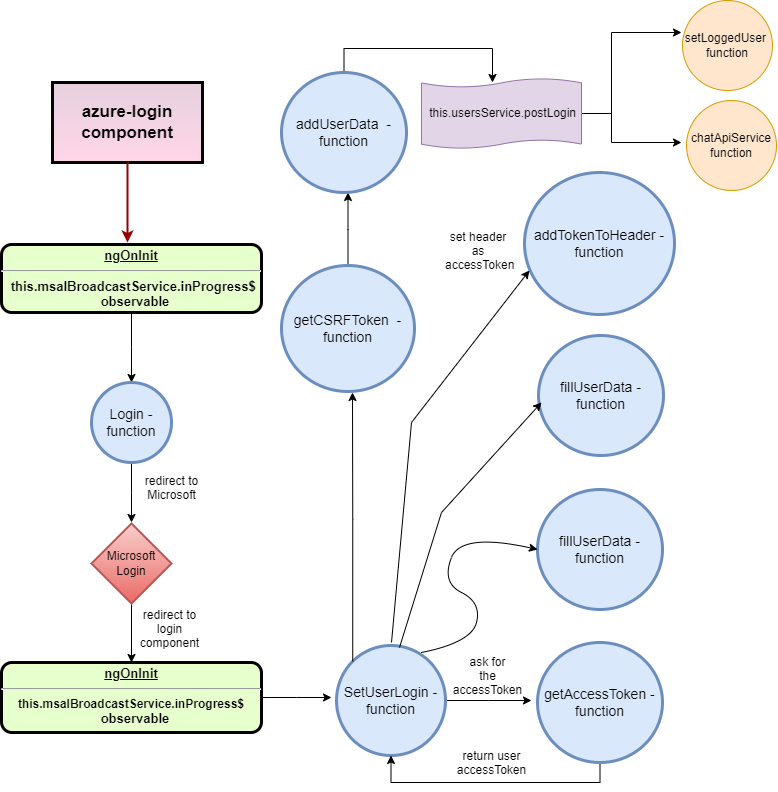 azure-login
component
ngOnInit
this.msalBroadcastService.inProgress$
observable
Login -
function
redirect to
Microsoft
Microsoft
Login
redirect to
login
component
ngOnInit
this.msalBroadcastService.inProgress$
observable
SetUserLogin -
function
ask for
the
accessToken
getAccessToken -
function
return user
accessToken
fillUserData -
function
fillUserData -
function
set header
as
accessToken
addTokenToHeader -
function
getCSRFToken -
function
addUserData -
function
this.usersService.postLogin
setLoggedUser
function
chatApiService
function